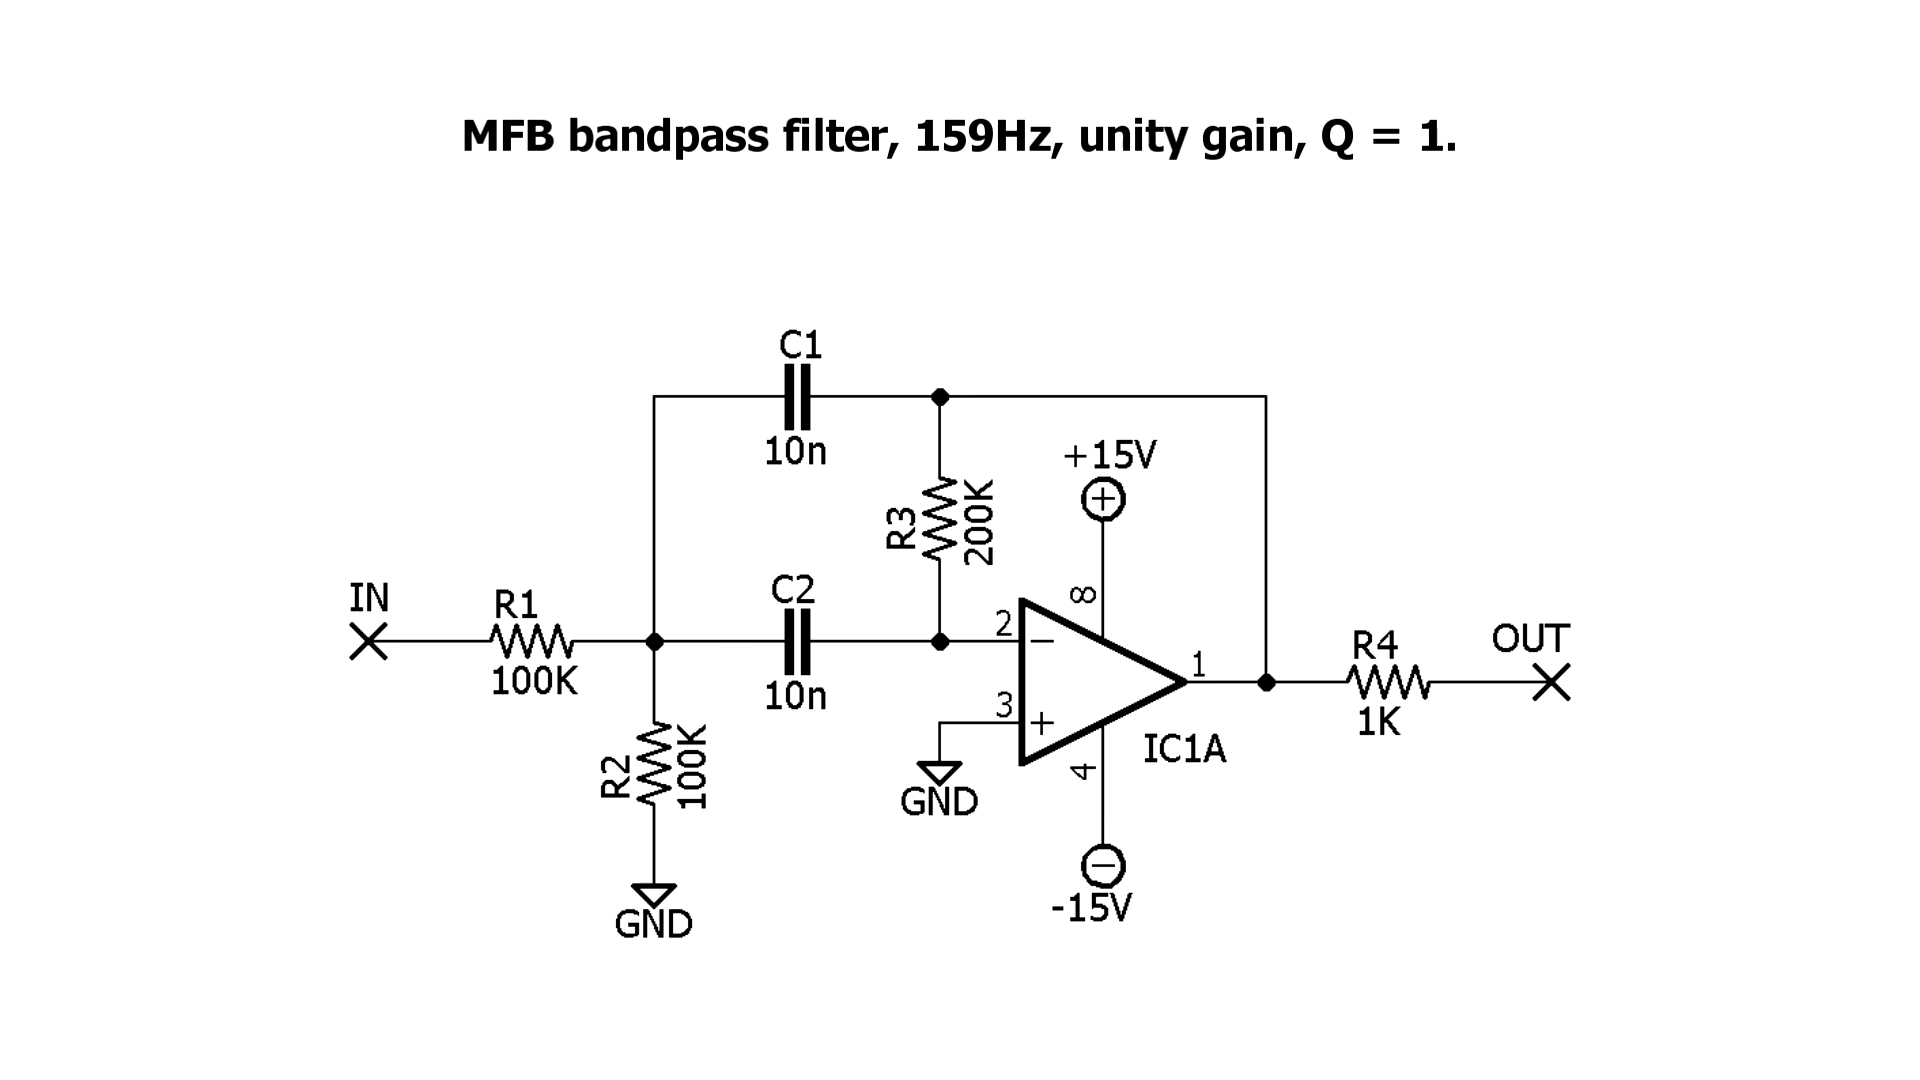 MFB bandpass filter, 159Hz, unity gain, Q = 1.
C1
10n
+15V
R3
200K
8
IN
R1
100K
C2
10n
2
3
1
R4
1K
OUT
R2
100K
IC1A
4
GND
GND
-15V